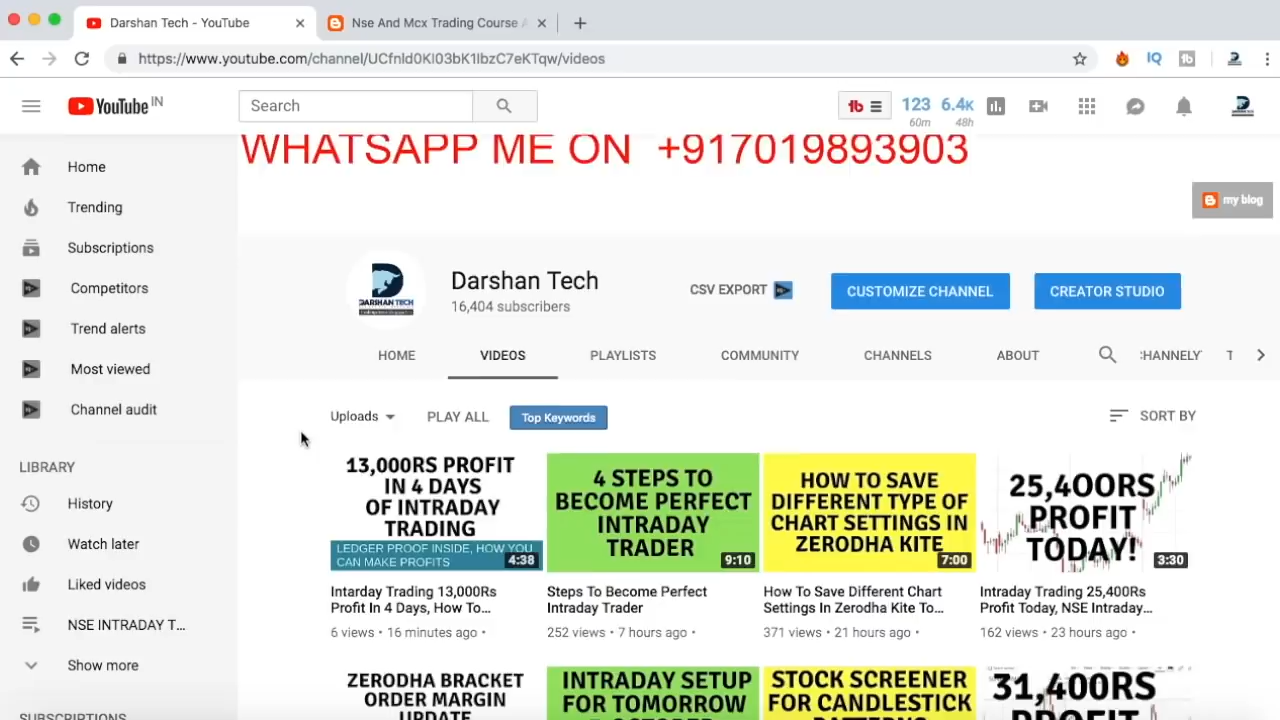 Darshan Tech - YouTube
Nse And Mcx Trading Course A
https://www.youtube.com/channel/UCfnld0KI03bK1IbzC7eKTqw/videos
IQ
YouTube IN
Search
123 6.4K
60m 48h
WHATSAPP ME ON +917019893903
my blog
Home
Trending
Subscriptions
Competitors
Trend alerts
Most viewed
Channel audit
LIBRARY
History
Watch later
Liked videos
NSE INTRADAY T...
Show more
SUBSCRIPTIONS
DARSHAN TECH
Darshan Tech
16,404 subscribers
CSV EXPORT
CUSTOMIZE CHANNEL
CREATOR STUDIO
HOME
VIDEOS
PLAYLISTS
COMMUNITY
CHANNELS
ABOUT
:HANNELY
T
Uploads
PLAY ALL
Top Keywords
SORT BY
13,000RS PROFIT
IN 4 DAYS
OF INTRADAY
TRADING
LEDGER PROOF INSIDE, HOW YOU
CAN MAKE PROFITS
4:38
Intarday Trading 13,000Rs
Profit In 4 Days, How To...
6 views • 16 minutes ago •
4 STEPS TO
BECOME PERFECT
INTRADAY
TRADER
9:10
Steps To Become Perfect
Intraday Trader
252 views • 7 hours ago •
HOW TO SAVE
DIFFERENT TYPE OF
CHART SETTINGS IN
ZERODHA KITE
7:00
How To Save Different Chart
Settings In Zerodha Kite To...
371 views • 21 hours ago •
25,4OORS
PROFIT
TODAY!
3:30
Intraday Trading 25,400Rs
Profit Today, NSE Intraday...
162 views • 23 hours ago •
ZERODHA BRACKET
ORDER MARGIN
UPDATE
INTRADAY SETUP
FOR TOMORROW
STOCK SCREENER
FOR CANDLESTICK
31,400RS